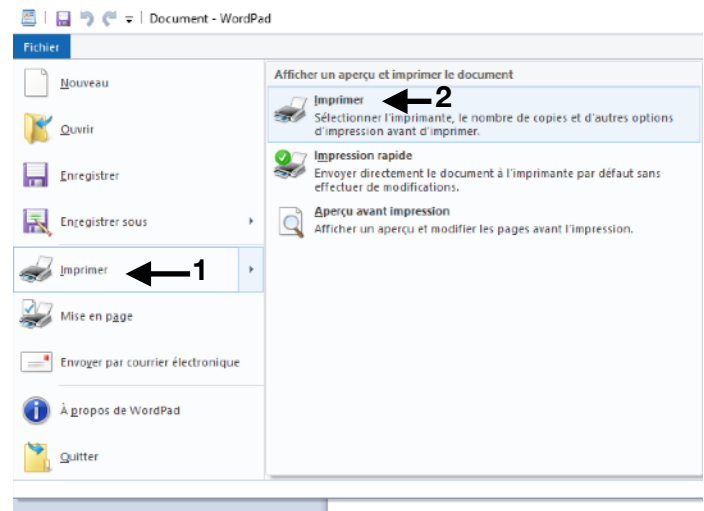 Document - WordPad
Fichier
Nouveau
Ouvrir
Enregistrer
Enregistrer sous
Imprimer 1
Mise en page
Envoyer par courrier électronique
À propos de WordPad
Quitter
Afficher un aperçu et imprimer le document
Imprimer 2
Sélectionner l'imprimante, le nombre de copies et d'autres options
d'impression avant d'imprimer.
Impression rapide
Envoyer directement le document à l'imprimante par défaut sans
effectuer de modifications.
Aperçu avant impression
Afficher un aperçu et modifier les pages avant l'impression.